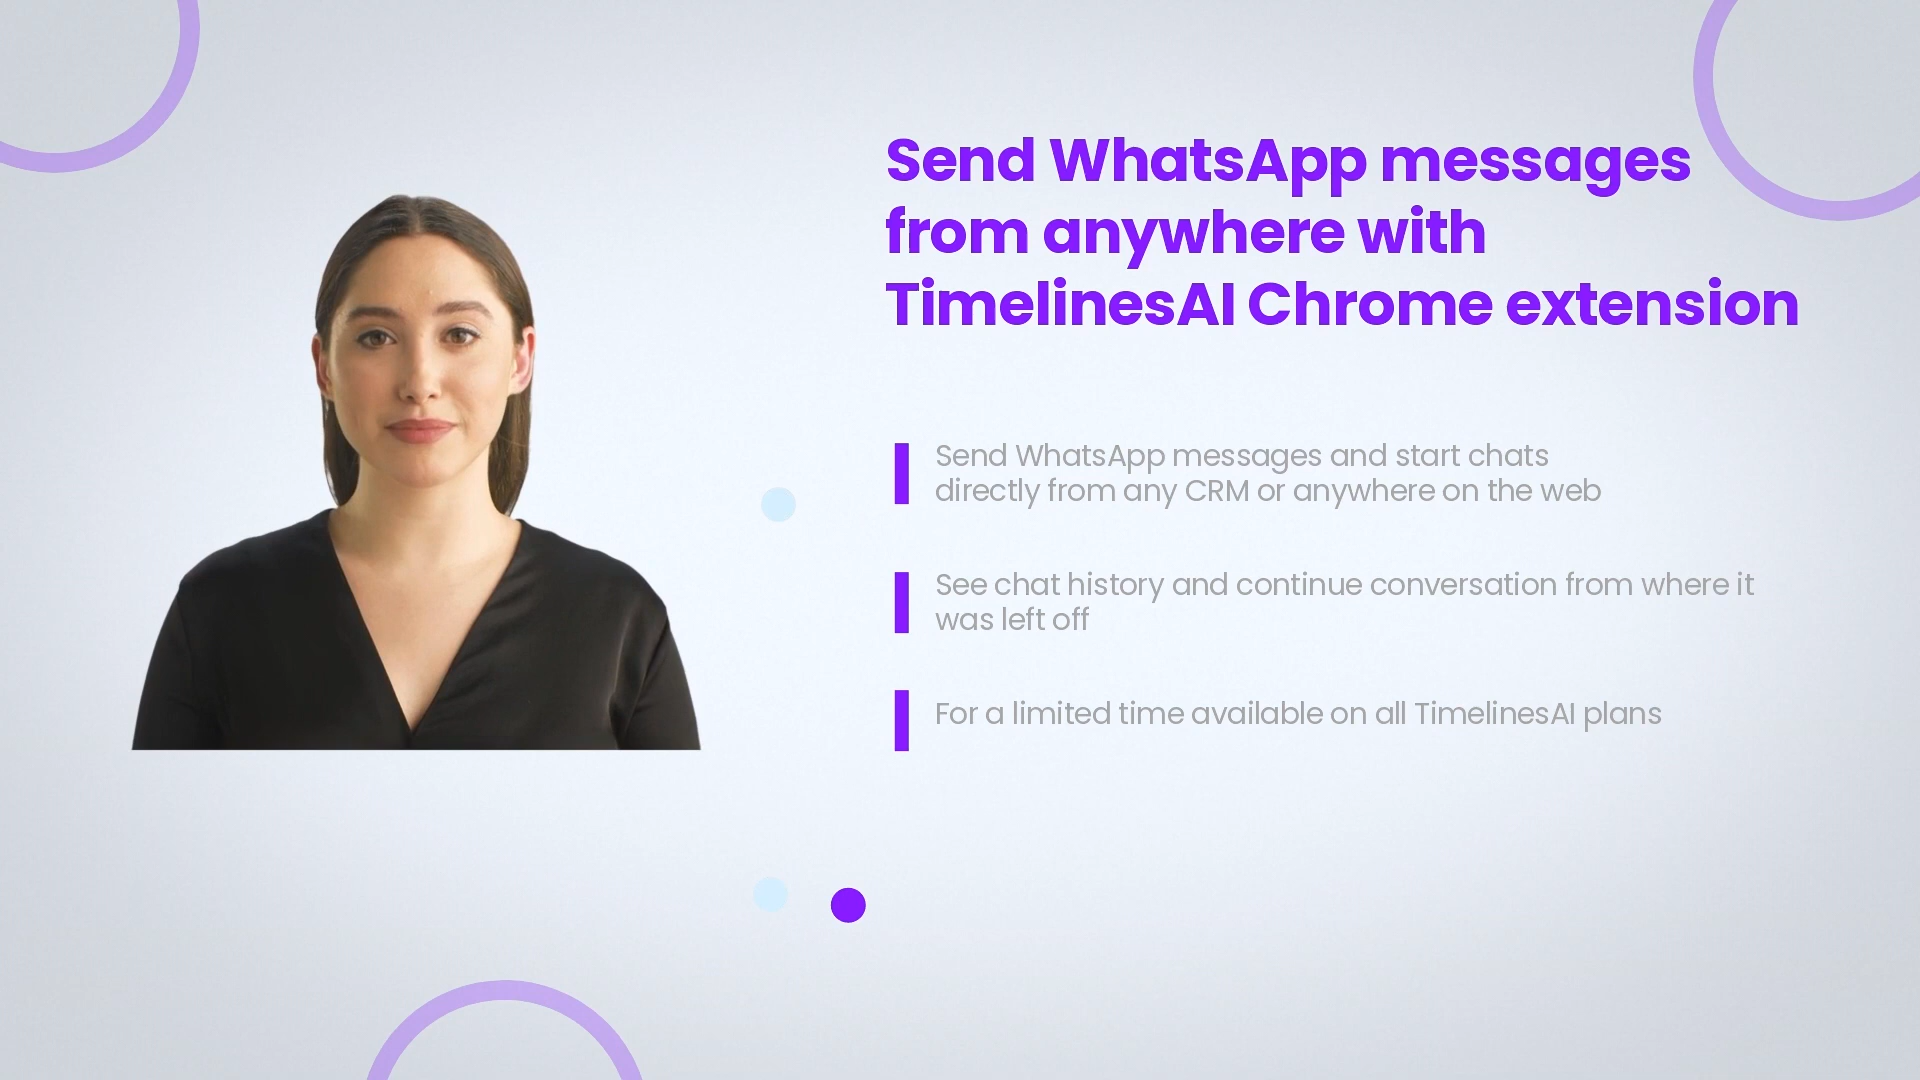 Send WhatsApp messages
from anywhere with
TimelinesAI Chrome extension
Send WhatsApp messages and start chats
directly from any CRM or anywhere on the web
See chat history and continue conversation from where it
was left off
For a limited time available on all TimelinesAI plans